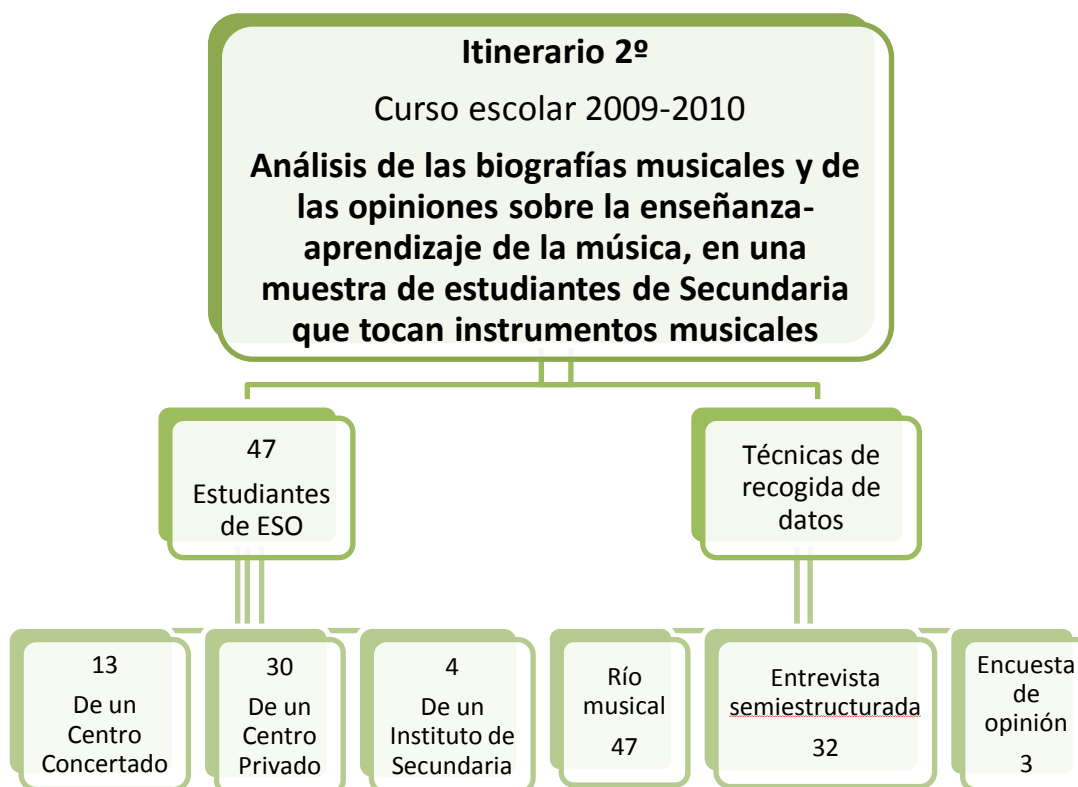 Itinerario 2º
Curso escolar 2009-2010
Análisis de las biografías musicales y de
las opiniones sobre la enseñanza-
aprendizaje de la música, en una
muestra de estudiantes de Secundaria
que tocan instrumentos musicales
47
Estudiantes
de ESO
Técnicas de
recogida de
datos
13
De un
Centro
Concertado
30
De un
Centro
Privado
4
De un
Instituto de
Secundaria
Río
musical
47
Entrevista
semiestructurada
32
Encuesta
de
opinión
3